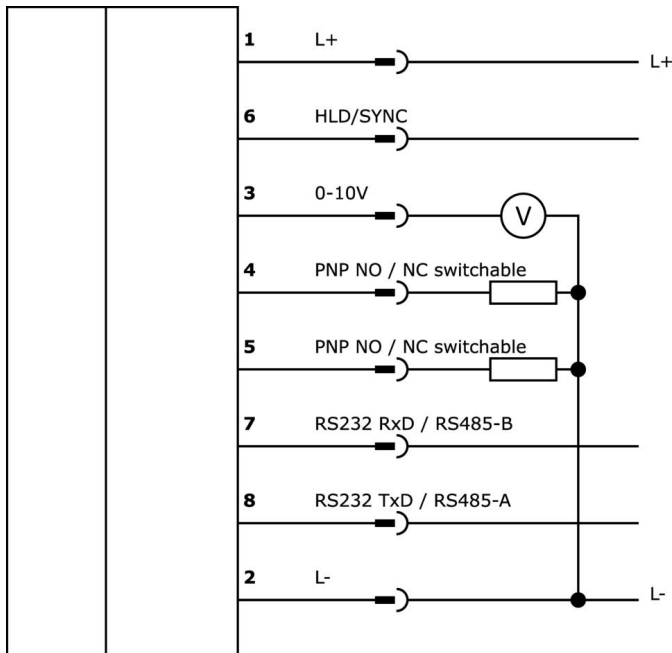 1 L+
L+
6 HLD/SYNC
3 0-10V
V
4 PNP NO / NC switchable
5 PNP NO / NC switchable
7 RS232 RxD / RS485-B
8 RS232 TxD / RS485-A
2 L-
L-